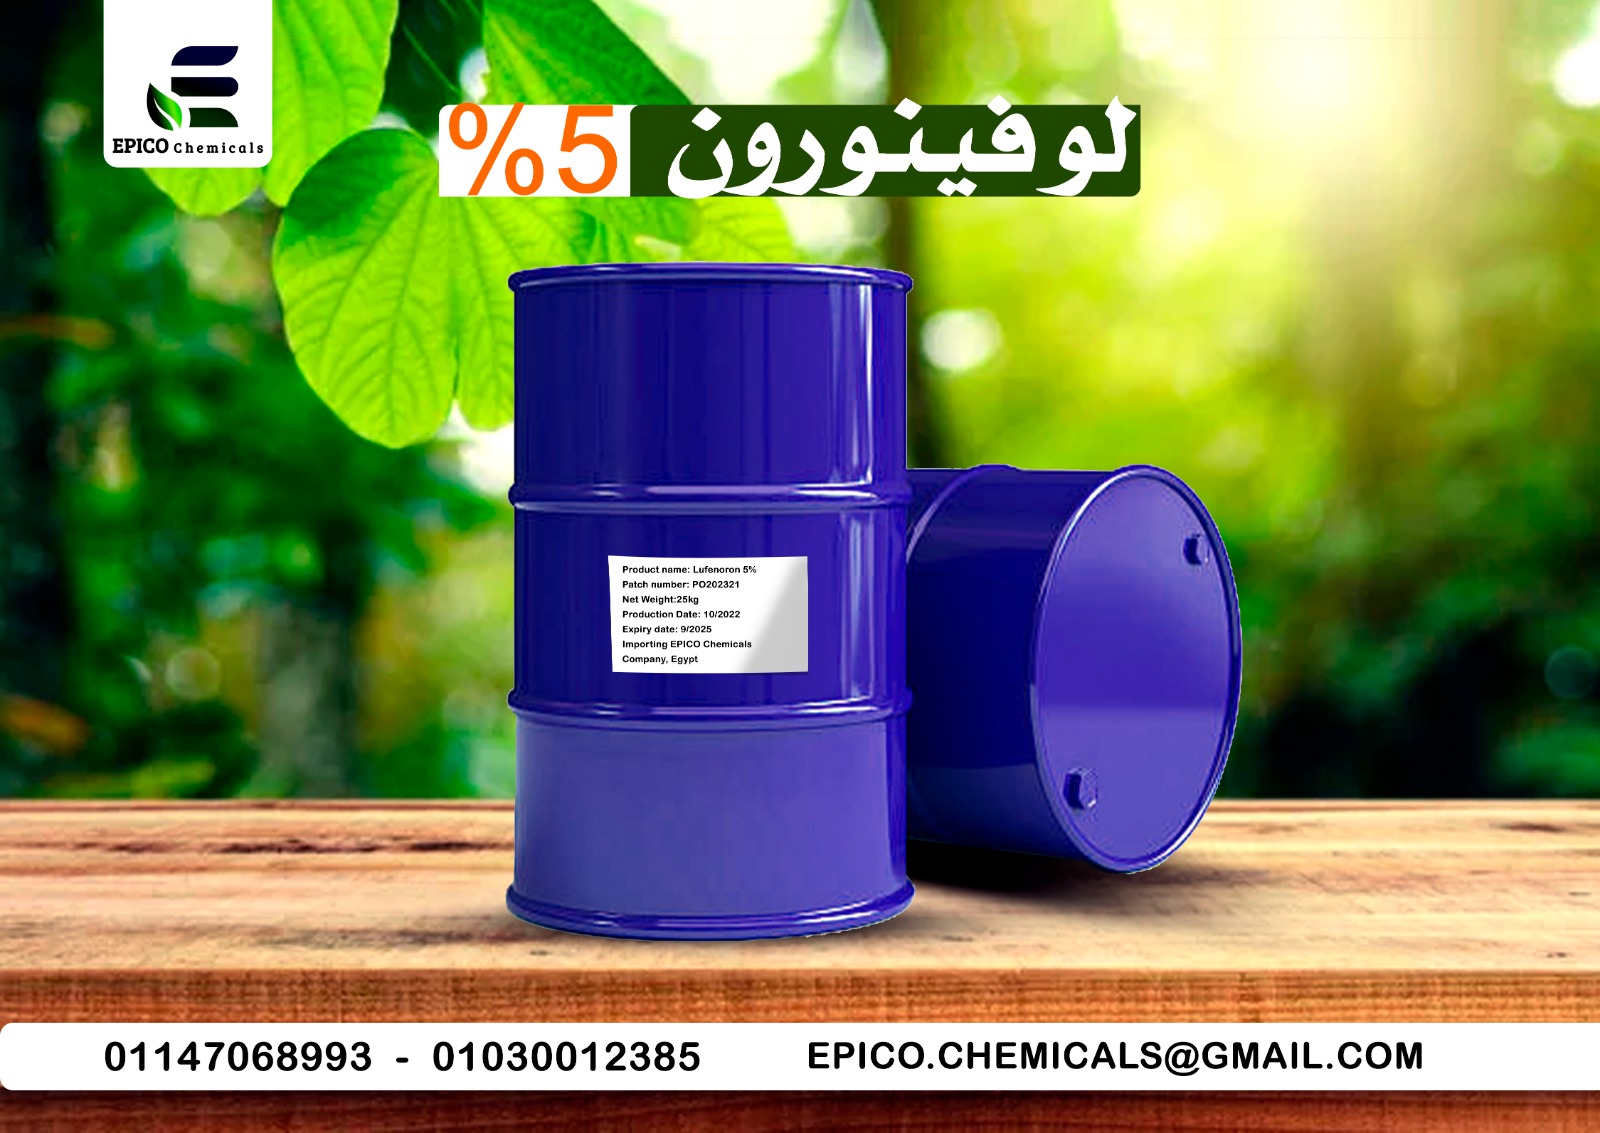 EPICO Chemicals
لوفينورون 5%
Product name: Lufenoron 5%
Patch number: PO202321
Net Weight:25kg
Production Date: 10/2022
Expiry date: 9/2025
Importing EPICO Chemicals
Company, Egypt
01147068993 - 01030012385
EPICO.CHEMICALS@GMAIL.COM